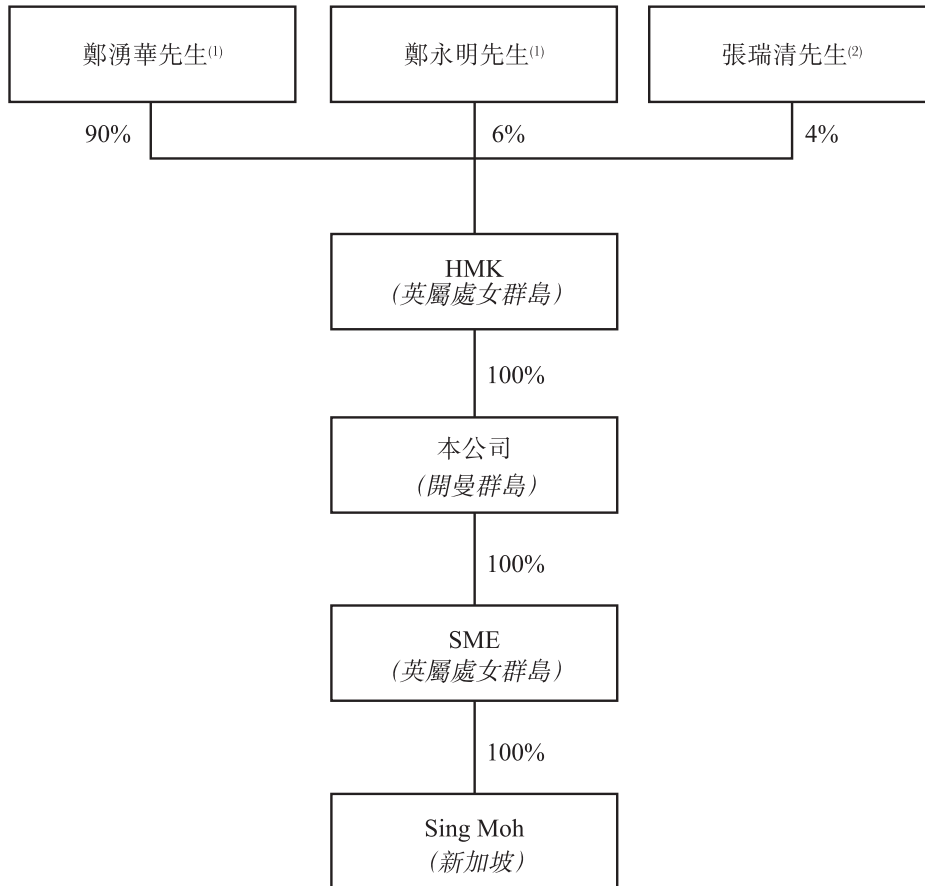 鄭湧華先生(1)
鄭永明先生(1)
張瑞清先生(2)
90%
6%
4%
HMK
(英屬處女群島)
100%
本公司
(開曼群島)
100%
SME
(英屬處女群島)
100%
Sing Moh
(新加坡)